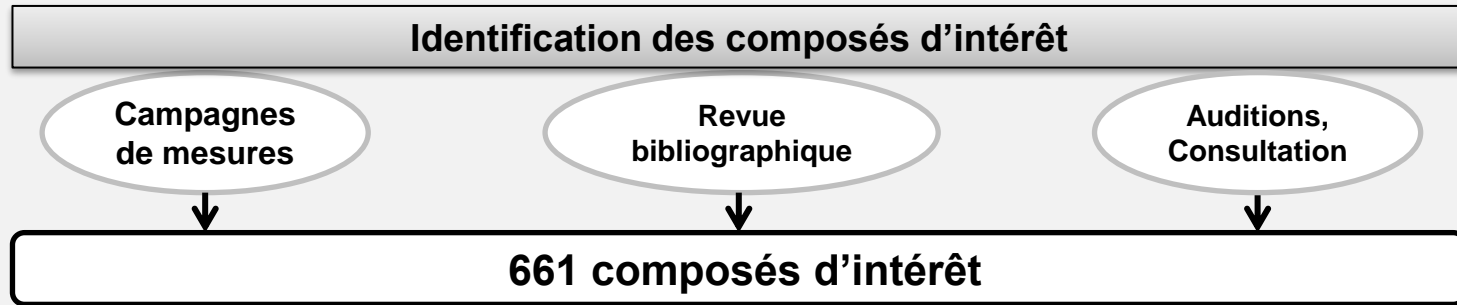 Identification des composés d’intérêt
Campagnes
de mesures
Revue
bibliographique
Auditions,
Consultation
661 composés d’intérêt